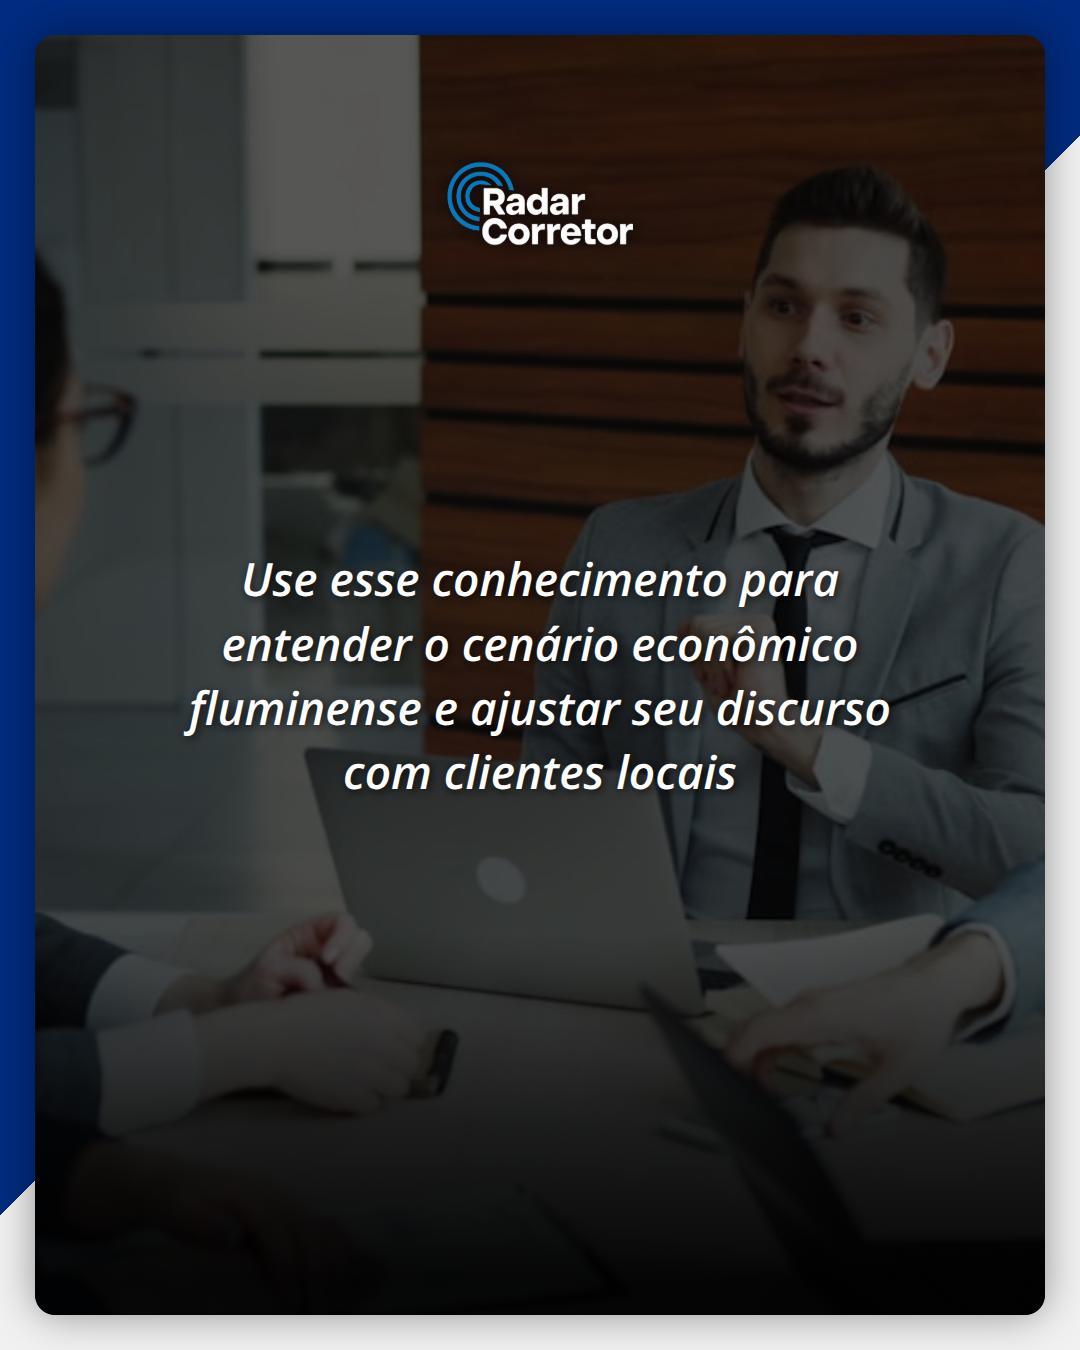 Radar
Corretor
Use esse conhecimento para
entender o cenário econômico
fluminense e ajustar seu discurso
com clientes locais